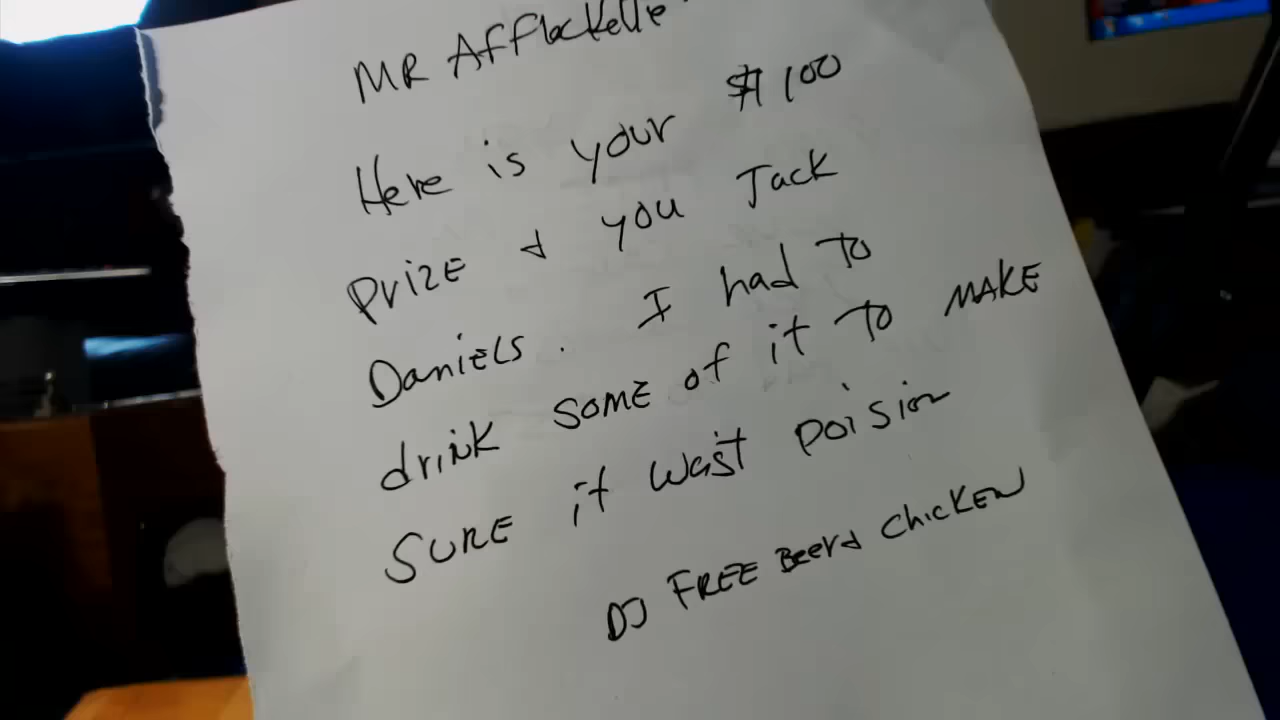 MR Afflackelle
Here is your $100
Prize & you Jack
Daniels. I had to
drink some of it to MAKE
SURE it wast poision
DJ FREE Beer & ChicKEN